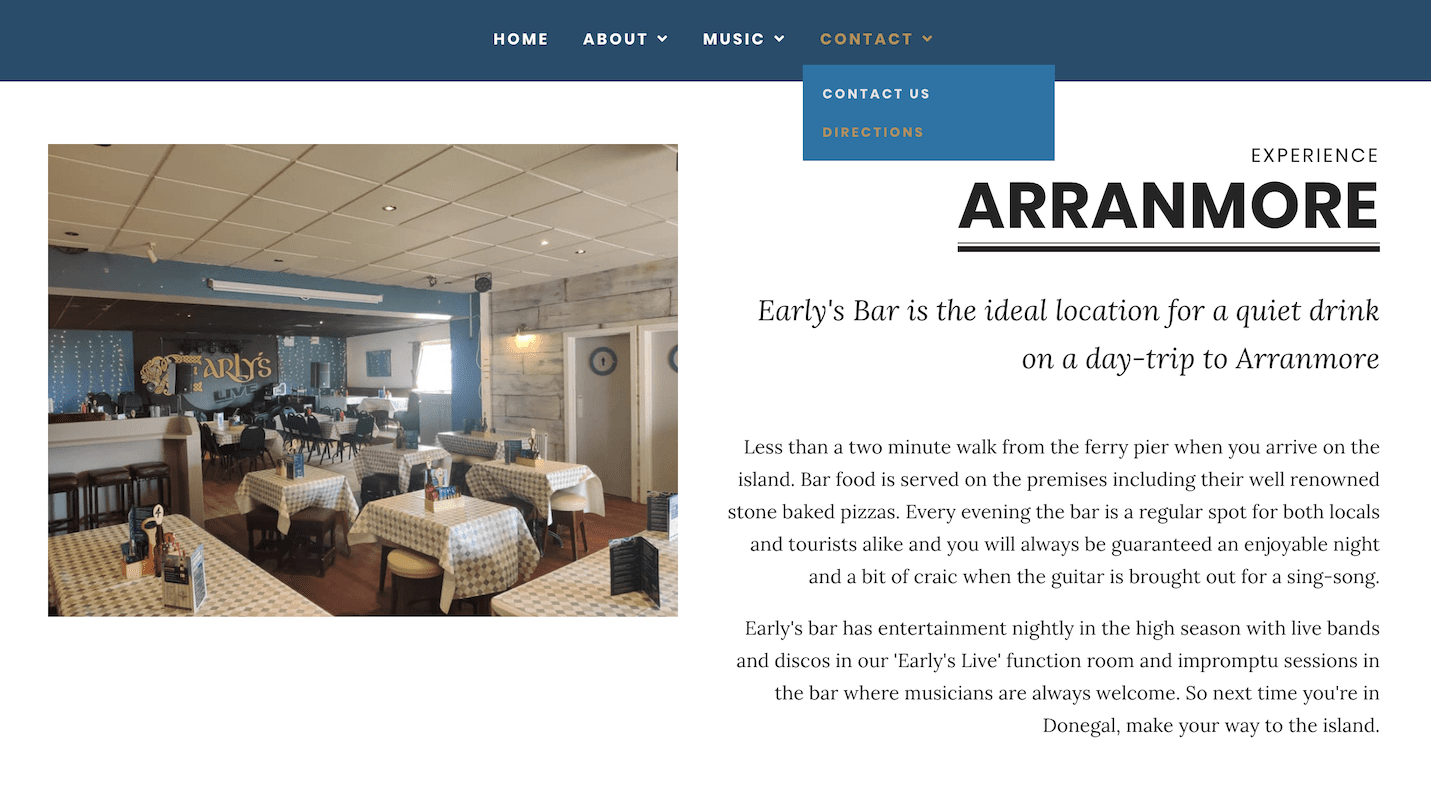 HOME ABOUT MUSIC CONTACT
CONTACT US
DIRECTIONS
EXPERIENCE
ARRANMORE
Early's Bar is the ideal location for a quiet drink
on a day-trip to Arranmore
EARLY'S
LIVE
4
Less than a two minute walk from the ferry pier when you arrive on the
island. Bar food is served on the premises including their well renowned
stone baked pizzas. Every evening the bar is a regular spot for both locals
and tourists alike and you will always be guaranteed an enjoyable night
and a bit of craic when the guitar is brought out for a sing-song.
Early's bar has entertainment nightly in the high season with live bands
and discos in our 'Early's Live' function room and impromptu sessions in
the bar where musicians are always welcome. So next time you're in
Donegal, make your way to the island.